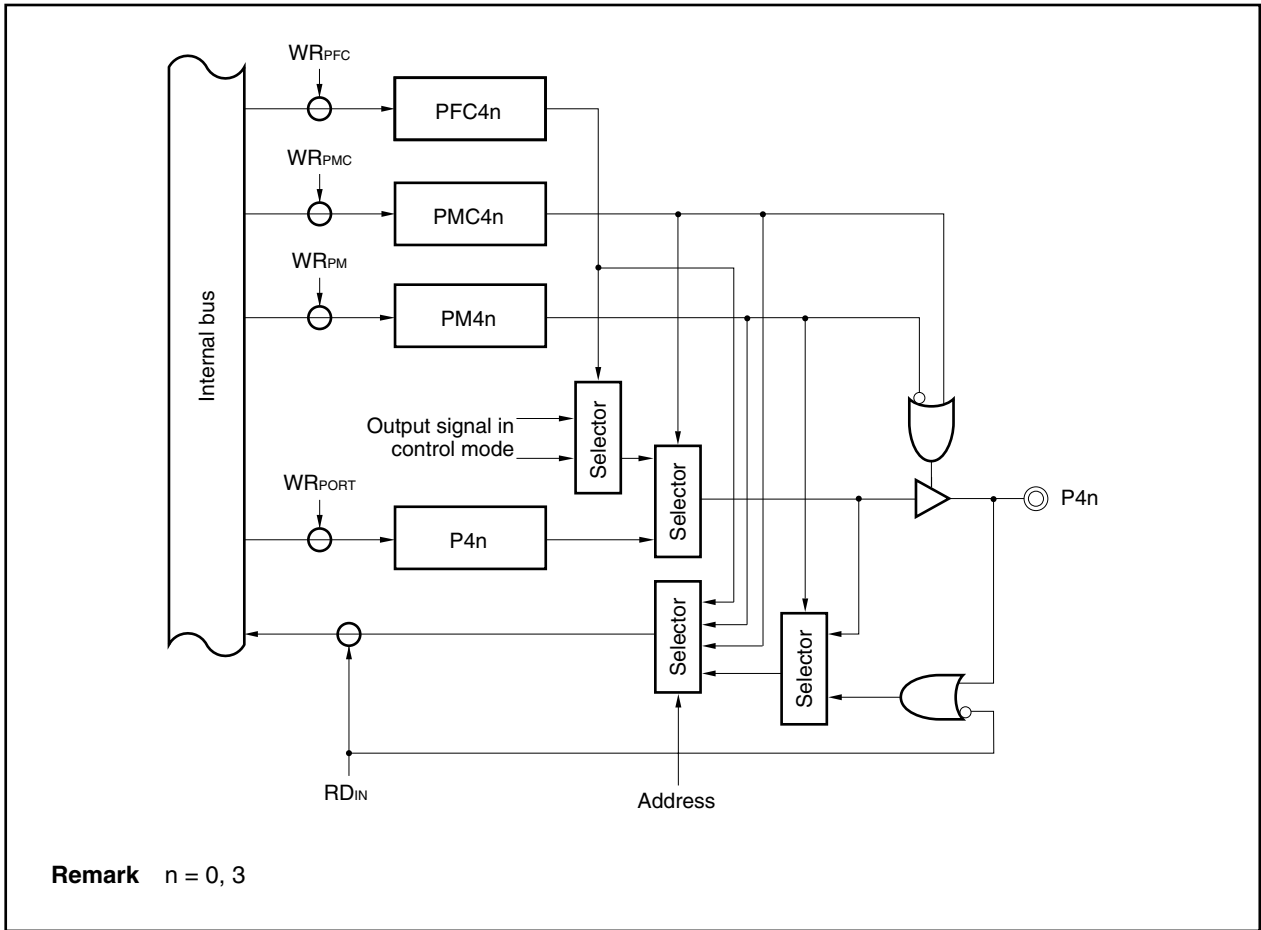 WRPFC
PFC4n
WRPMC
PMC4n
WRPM
PM4n
Internal bus
Output signal in
control mode
Selector
Selector
WRPORT
P4n
P4n
Selector
Selector
RDIN
Address
Remark n = 0, 3